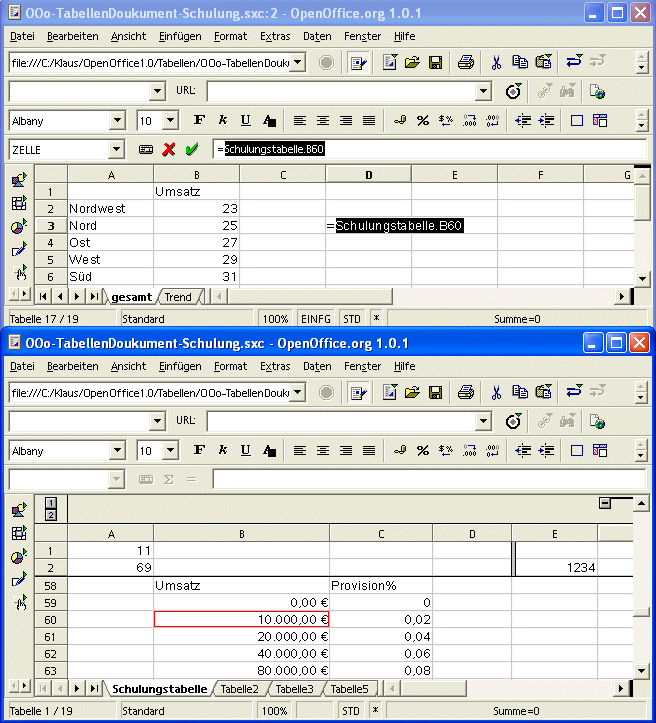 OOo-TabellenDoukument-Schulung.sxc:2 - OpenOffice.org 1.0.1
Datei Bearbeiten Ansicht Einfügen Format Extras Daten Fenster Hilfe
file:///C:/Klaus/OpenOffice1.0/Tabellen/OOo-TabellenDouku
URL:
Albany 10 F k U A % $% .000 .000
ZELLE =Schulungstabelle.B60
A B C D E F G
1 Umsatz
2 Nordwest 23
3 Nord 25 =Schulungstabelle.B60
4 Ost 27
5 West 29
6 Süd 31
gesamt Trend
Tabelle 17 / 19 Standard 100% EINFG STD * Summe=0
OOo-TabellenDoukument-Schulung.sxc - OpenOffice.org 1.0.1
Datei Bearbeiten Ansicht Einfügen Format Extras Daten Fenster Hilfe
file:///C:/Klaus/OpenOffice1.0/Tabellen/OOo-TabellenDouku
URL:
Albany 10 F k U A % $% .000 .000
Σ =
1
2
A B C D E
1 11
2 69 1234
58 Umsatz Provision%
59 0,00 € 0
60 10.000,00 € 0,02
61 20.000,00 € 0,04
62 40.000,00 € 0,06
63 80.000,00 € 0,08
Schulungstabelle Tabelle2 Tabelle3 Tabelle5
Tabelle 1 / 19 Standard 100% STD * Summe=0